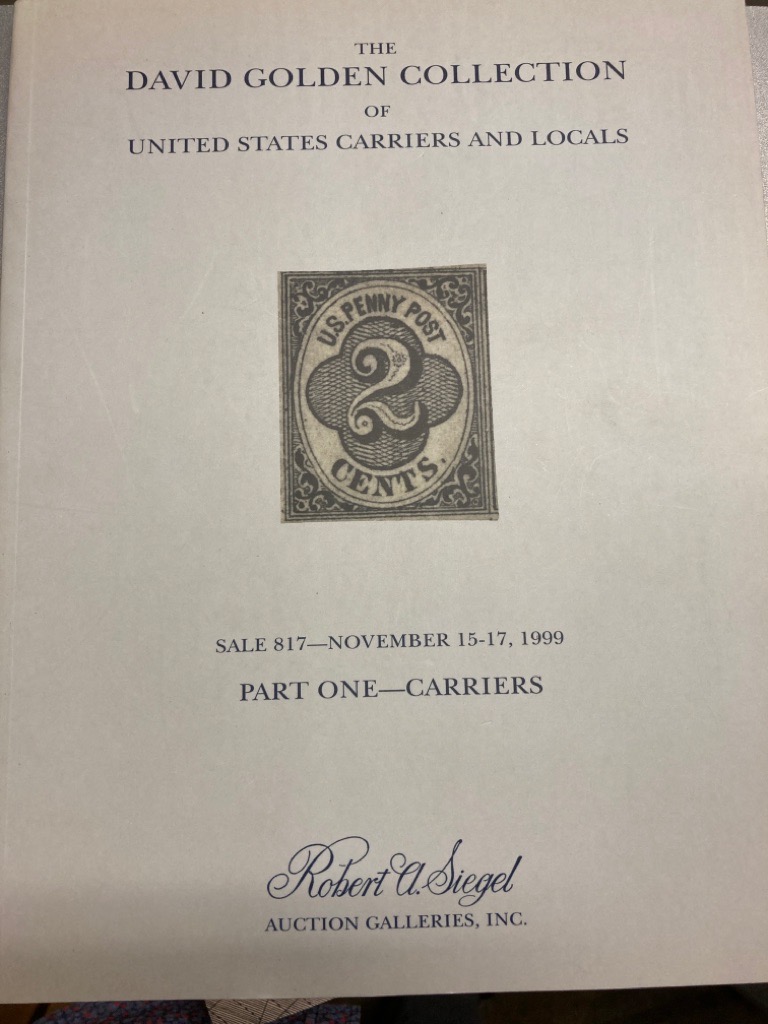 THE
DAVID GOLDEN COLLECTION
OF
UNITED STATES CARRIERS AND LOCALS
U.S. PENNY POST
2
CENTS.
SALE 817—NOVEMBER 15-17, 1999
PART ONE—CARRIERS
Robert A. Siegel
AUCTION GALLERIES, INC.